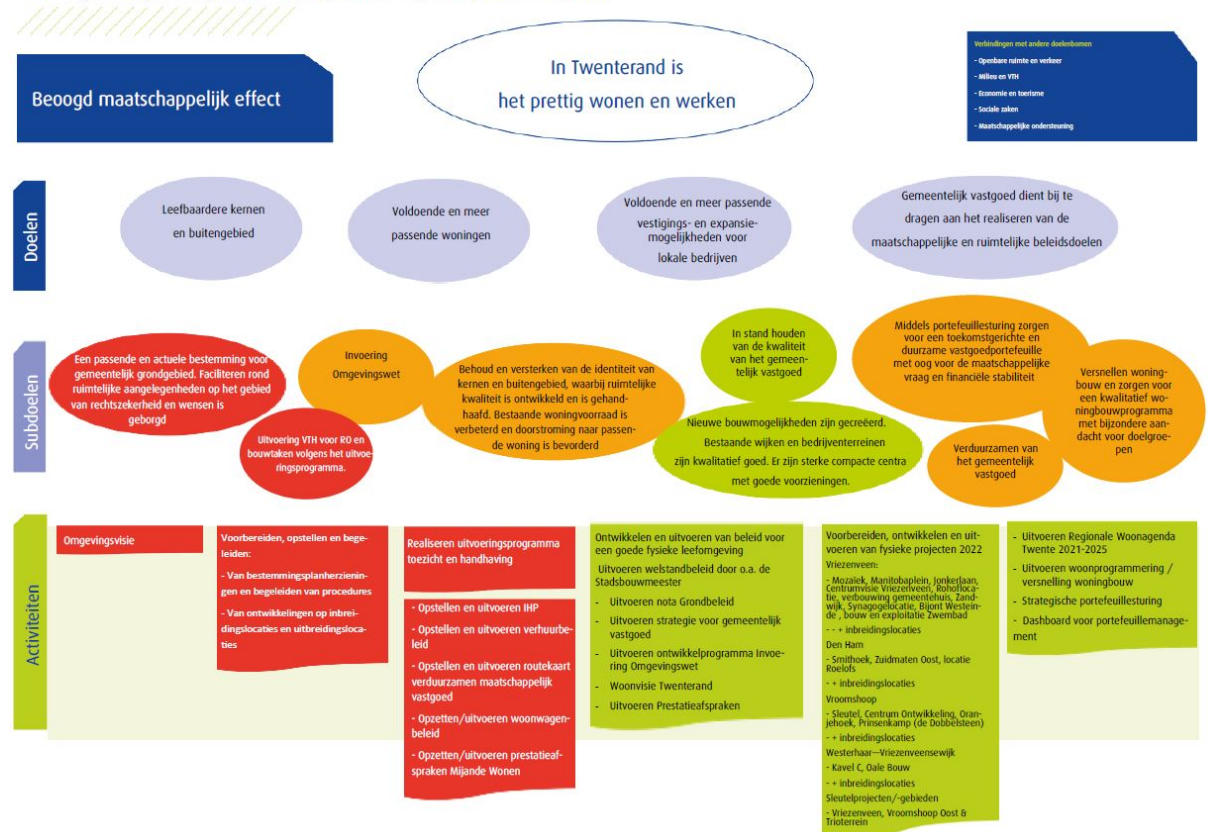 Beoogd maatschappelijk effect
In Twenterand is
het prettig wonen en werken
Verbindingen met andere doelenbomen
- Openbare ruimte en verkeer
- Milieu en VTH
- Economie en toerisme
- Sociale zaken
- Maatschappelijke ondersteuning
Doelen
Leefbaardere kernen
en buitengebied
Voldoende en meer
passende woningen
Voldoende en meer passende
vestigings- en expansie-
mogelijkheden voor
lokale bedrijven
Gemeentelijk vastgoed dient bij te
dragen aan het realiseren van de
maatschappelijke en ruimtelijke beleidsdoelen
Subdoelen
Een passende en actuele bestemming voor
gemeentelijk grondgebied. Faciliteren rond
ruimtelijke aangelegenheden op het gebied
van rechtszekerheid en wensen is
geborgd
Uitvoering VTH voor RO en
bouwtaken volgens het uitvoe-
ringsprogramma.
Invoering
Omgevingswet
Behoud en versterken van de identiteit van
kernen en buitengebied, waarbij ruimtelijke
kwaliteit is ontwikkeld en is gehand-
haafd. Bestaande woningvoorraad is
verbeterd en doorstroming naar passen-
de woning is bevorderd
In stand houden
van de kwaliteit
van het gemeen-
telijk vastgoed
Nieuwe bouwmogelijkheden zijn gecreëerd.
Bestaande wijken en bedrijventerreinen
zijn kwalitatief goed. Er zijn sterke compacte centra
met goede voorzieningen.
Middels portefeuillesturing zorgen
voor een toekomstgerichte en
duurzame vastgoedportefeuille
met oog voor de maatschappelijke
vraag en financiële stabiliteit
Verduurzamen van
het gemeentelijk
vastgoed
Versnellen woning-
bouw en zorgen voor
een kwalitatief wo-
ningbouwprogramma
met bijzondere aan-
dacht voor doelgroe-
pen
Activiteiten
Omgevingsvisie
Voorbereiden, opstellen en bege-
leiden:
- Van bestemmingsplanherzienin-
gen en begeleiden van procedures
- Van ontwikkelingen op inbrei-
dingslocaties en uitbreidingsloca-
ties
Realiseren uitvoeringsprogramma
toezicht en handhaving
- Opstellen en uitvoeren IHP
- Opstellen en uitvoeren verhuurbe-
leid
- Opstellen en uitvoeren routekaart
verduurzamen maatschappelijk
vastgoed
- Opzetten/uitvoeren woonwagen-
beleid
- Opzetten/uitvoeren prestatieaf-
spraken Mijande Wonen
Ontwikkelen en uitvoeren van beleid voor
een goede fysieke leefomgeving
Uitvoeren welstandbeleid door o.a. de
Stadsbouwmeester
- Uitvoeren nota Grondbeleid
- Uitvoeren strategie voor gemeentelijk
vastgoed
- Uitvoeren ontwikkelprogramma Invoe-
ring Omgevingswet
- Woonvisie Twenterand
- Uitvoeren Prestatieafspraken
Voorbereiden, ontwikkelen en uit-
voeren van fysieke projecten 2022
Vriezenveen:
- Mozaïek, Manitobaplein, Jonkerlaan,
Centrumvisie Vriezenveen, Rohofloca-
tie, verbouwing gemeentehuis, Zand-
wijk, Synagogelocatie, Bijont Westein-
de , bouw en exploitatie Zwembad
- - + inbreidingslocaties
Den Ham
- Smithoek, Zuidmaten Oost, locatie
Roelofs
- + inbreidingslocaties
Vroomshoop
- Sleutel, Centrum Ontwikkeling, Oran-
jehoek, Prinsenkamp (de Dobbelsteen)
- + inbreidingslocaties
Westerhaar—Vriezenveensewijk
- Kavel C, Oale Bouw
- + inbreidingslocaties
Sleutelprojecten/-gebieden
- Vriezenveen, Vroomshoop Oost &
Trioterrein
- Uitvoeren Regionale Woonagenda
Twente 2021-2025
- Uitvoeren woonprogrammering /
versnelling woningbouw
- Strategische portefeuillesturing
- Dashboard voor portefeuillemanage-
ment